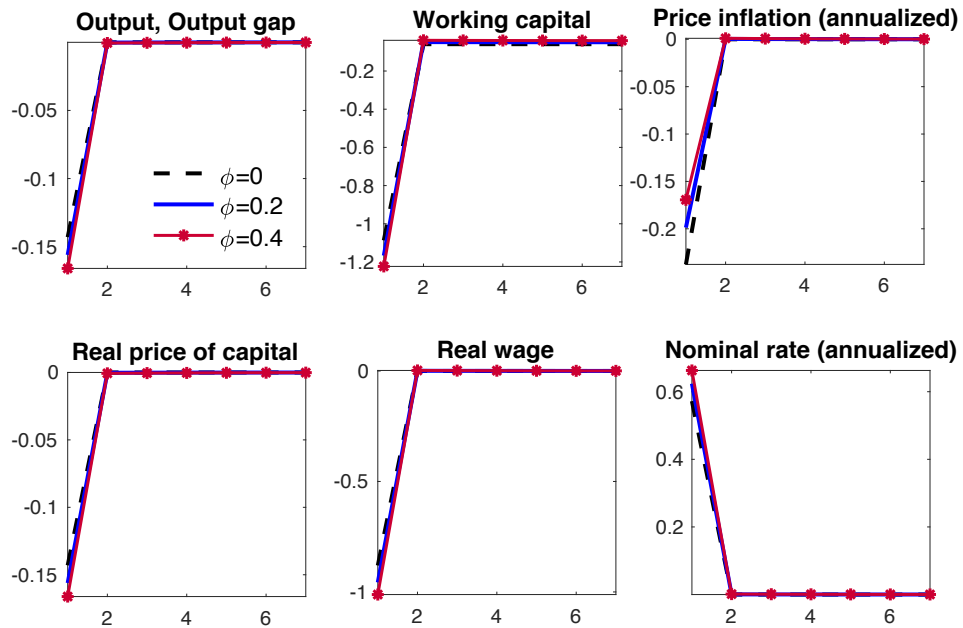 Output, Output gap
-0.05
-0.1
-0.15
2 4 6
ϕ=0
ϕ=0.2
ϕ=0.4
Working capital
-0.2
-0.4
-0.6
-0.8
-1
-1.2
2 4 6
Price inflation (annualized)
0
-0.05
-0.1
-0.15
-0.2
2 4 6
Real price of capital
0
-0.05
-0.1
-0.15
2 4 6
Real wage
0
-0.5
-1
2 4 6
Nominal rate (annualized)
0.6
0.4
0.2
2 4 6